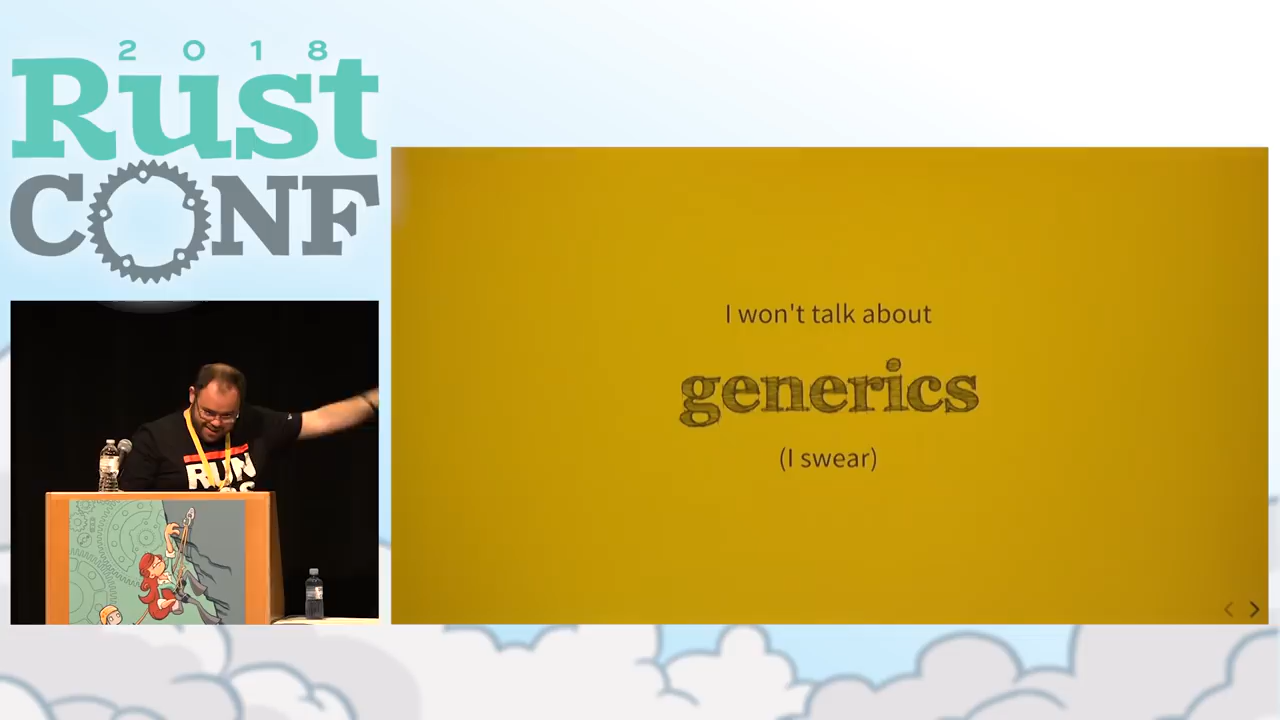 2018
Rust
CONF
I won't talk about
generics
(I swear)
RUN